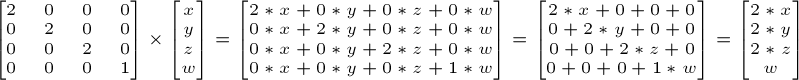 [2 0 0 0] [x] [2 * x + 0 * y + 0 * z + 0 * w] [2 * x + 0 + 0 + 0] [2 * x]
[0 2 0 0] × [y] = [0 * x + 2 * y + 0 * z + 0 * w] = [0 + 2 * y + 0 + 0] = [2 * y]
[0 0 2 0] [z] [0 * x + 0 * y + 2 * z + 0 * w] [0 + 0 + 2 * z + 0] [2 * z]
[0 0 0 1] [w] [0 * x + 0 * y + 0 * z + 1 * w] [0 + 0 + 0 + 1 * w] [w]